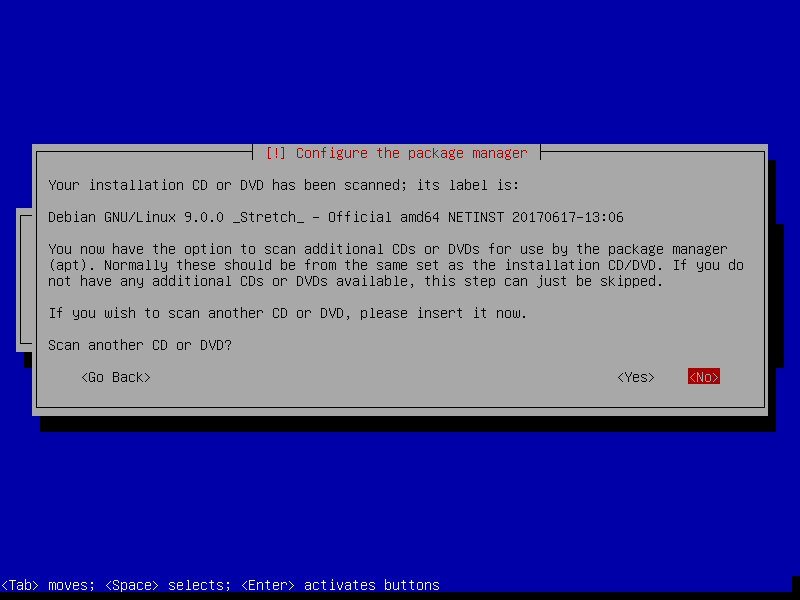 [!] Configure the package manager
Your installation CD or DVD has been scanned; its label is:
Debian GNU/Linux 9.0.0 _Stretch_ - Official amd64 NETINST 20170617-13:06
You now have the option to scan additional CDs or DVDs for use by the package manager
(apt). Normally these should be from the same set as the installation CD/DVD. If you do
not have any additional CDs or DVDs available, this step can just be skipped.
If you wish to scan another CD or DVD, please insert it now.
Scan another CD or DVD?
<Go Back> <Yes> <No>
<Tab> moves; <Space> selects; <Enter> activates buttons